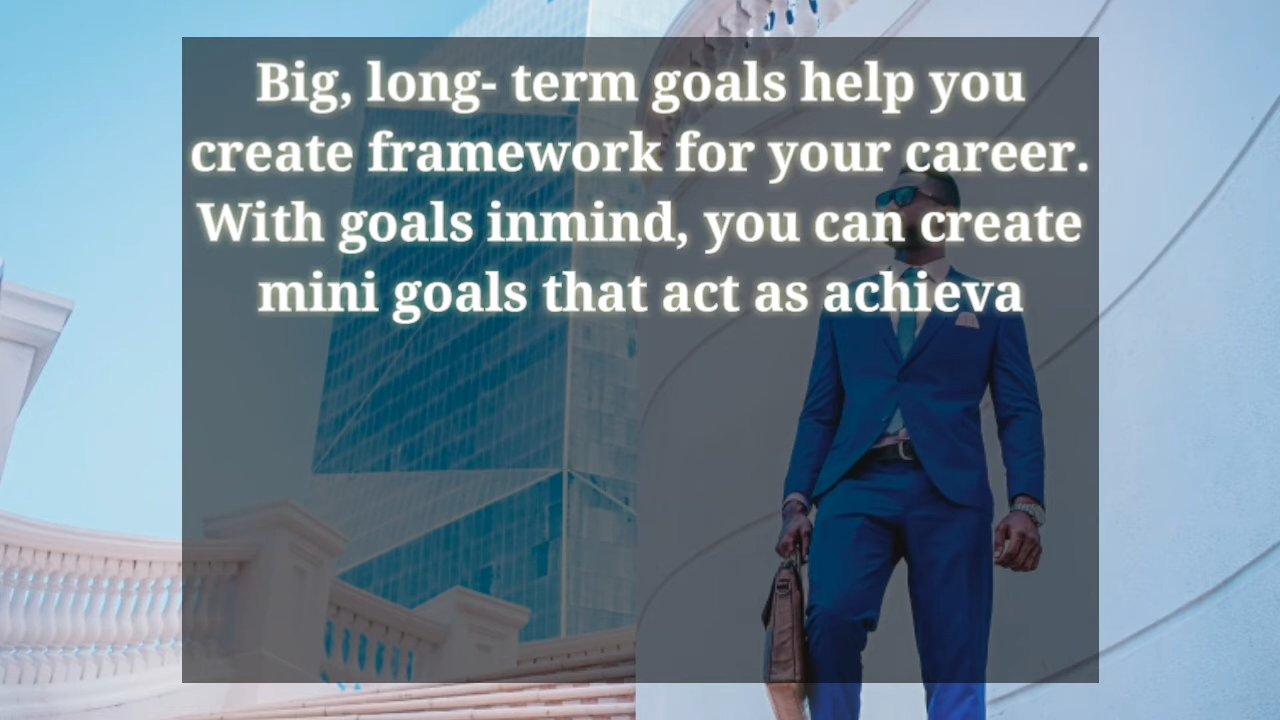 Big, long- term goals help you
create framework for your career.
With goals inmind, you can create
mini goals that act as achieva